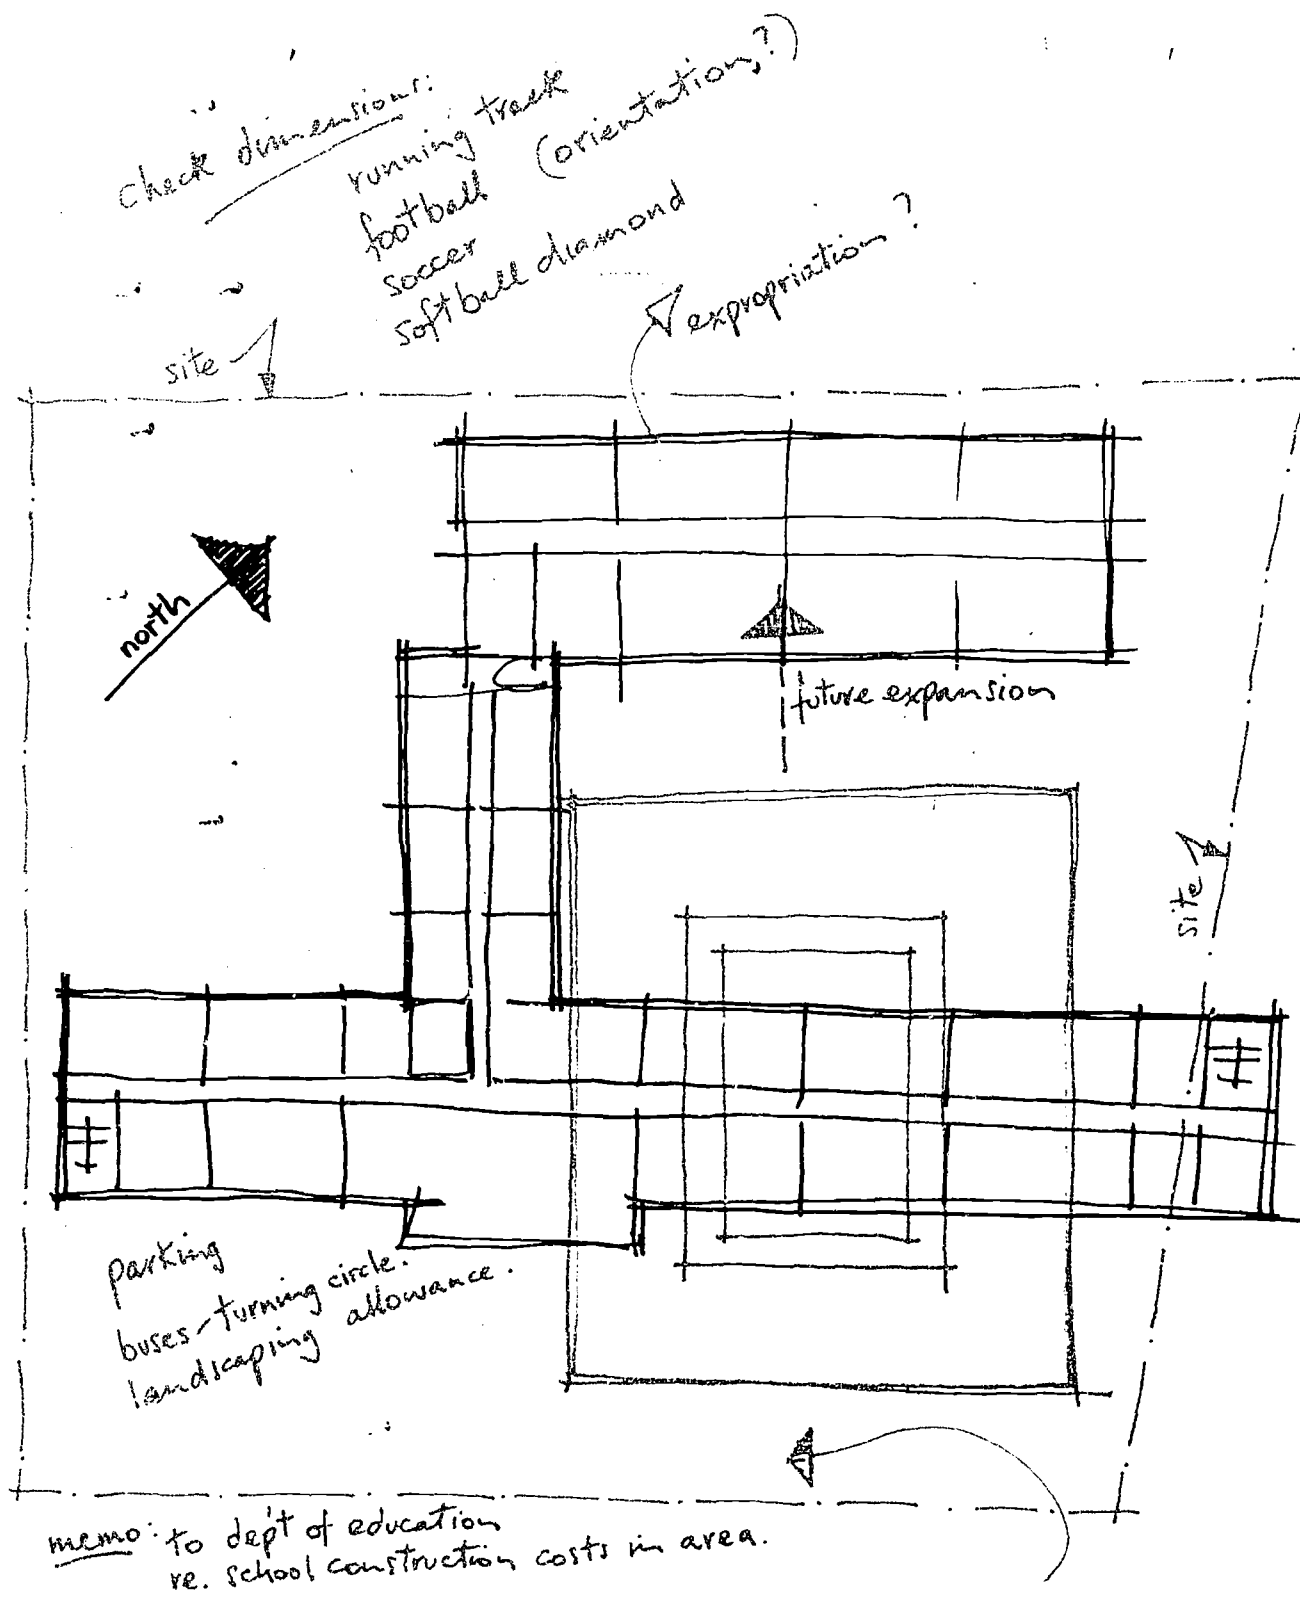 check dimensions:
running track
football (orientation?)
soccer
softball diamond
expropriation?
site
north
future expansion
site
parking
buses - turning circle.
landscaping allowance.
memo: to dep't of education
re. school construction costs in area.